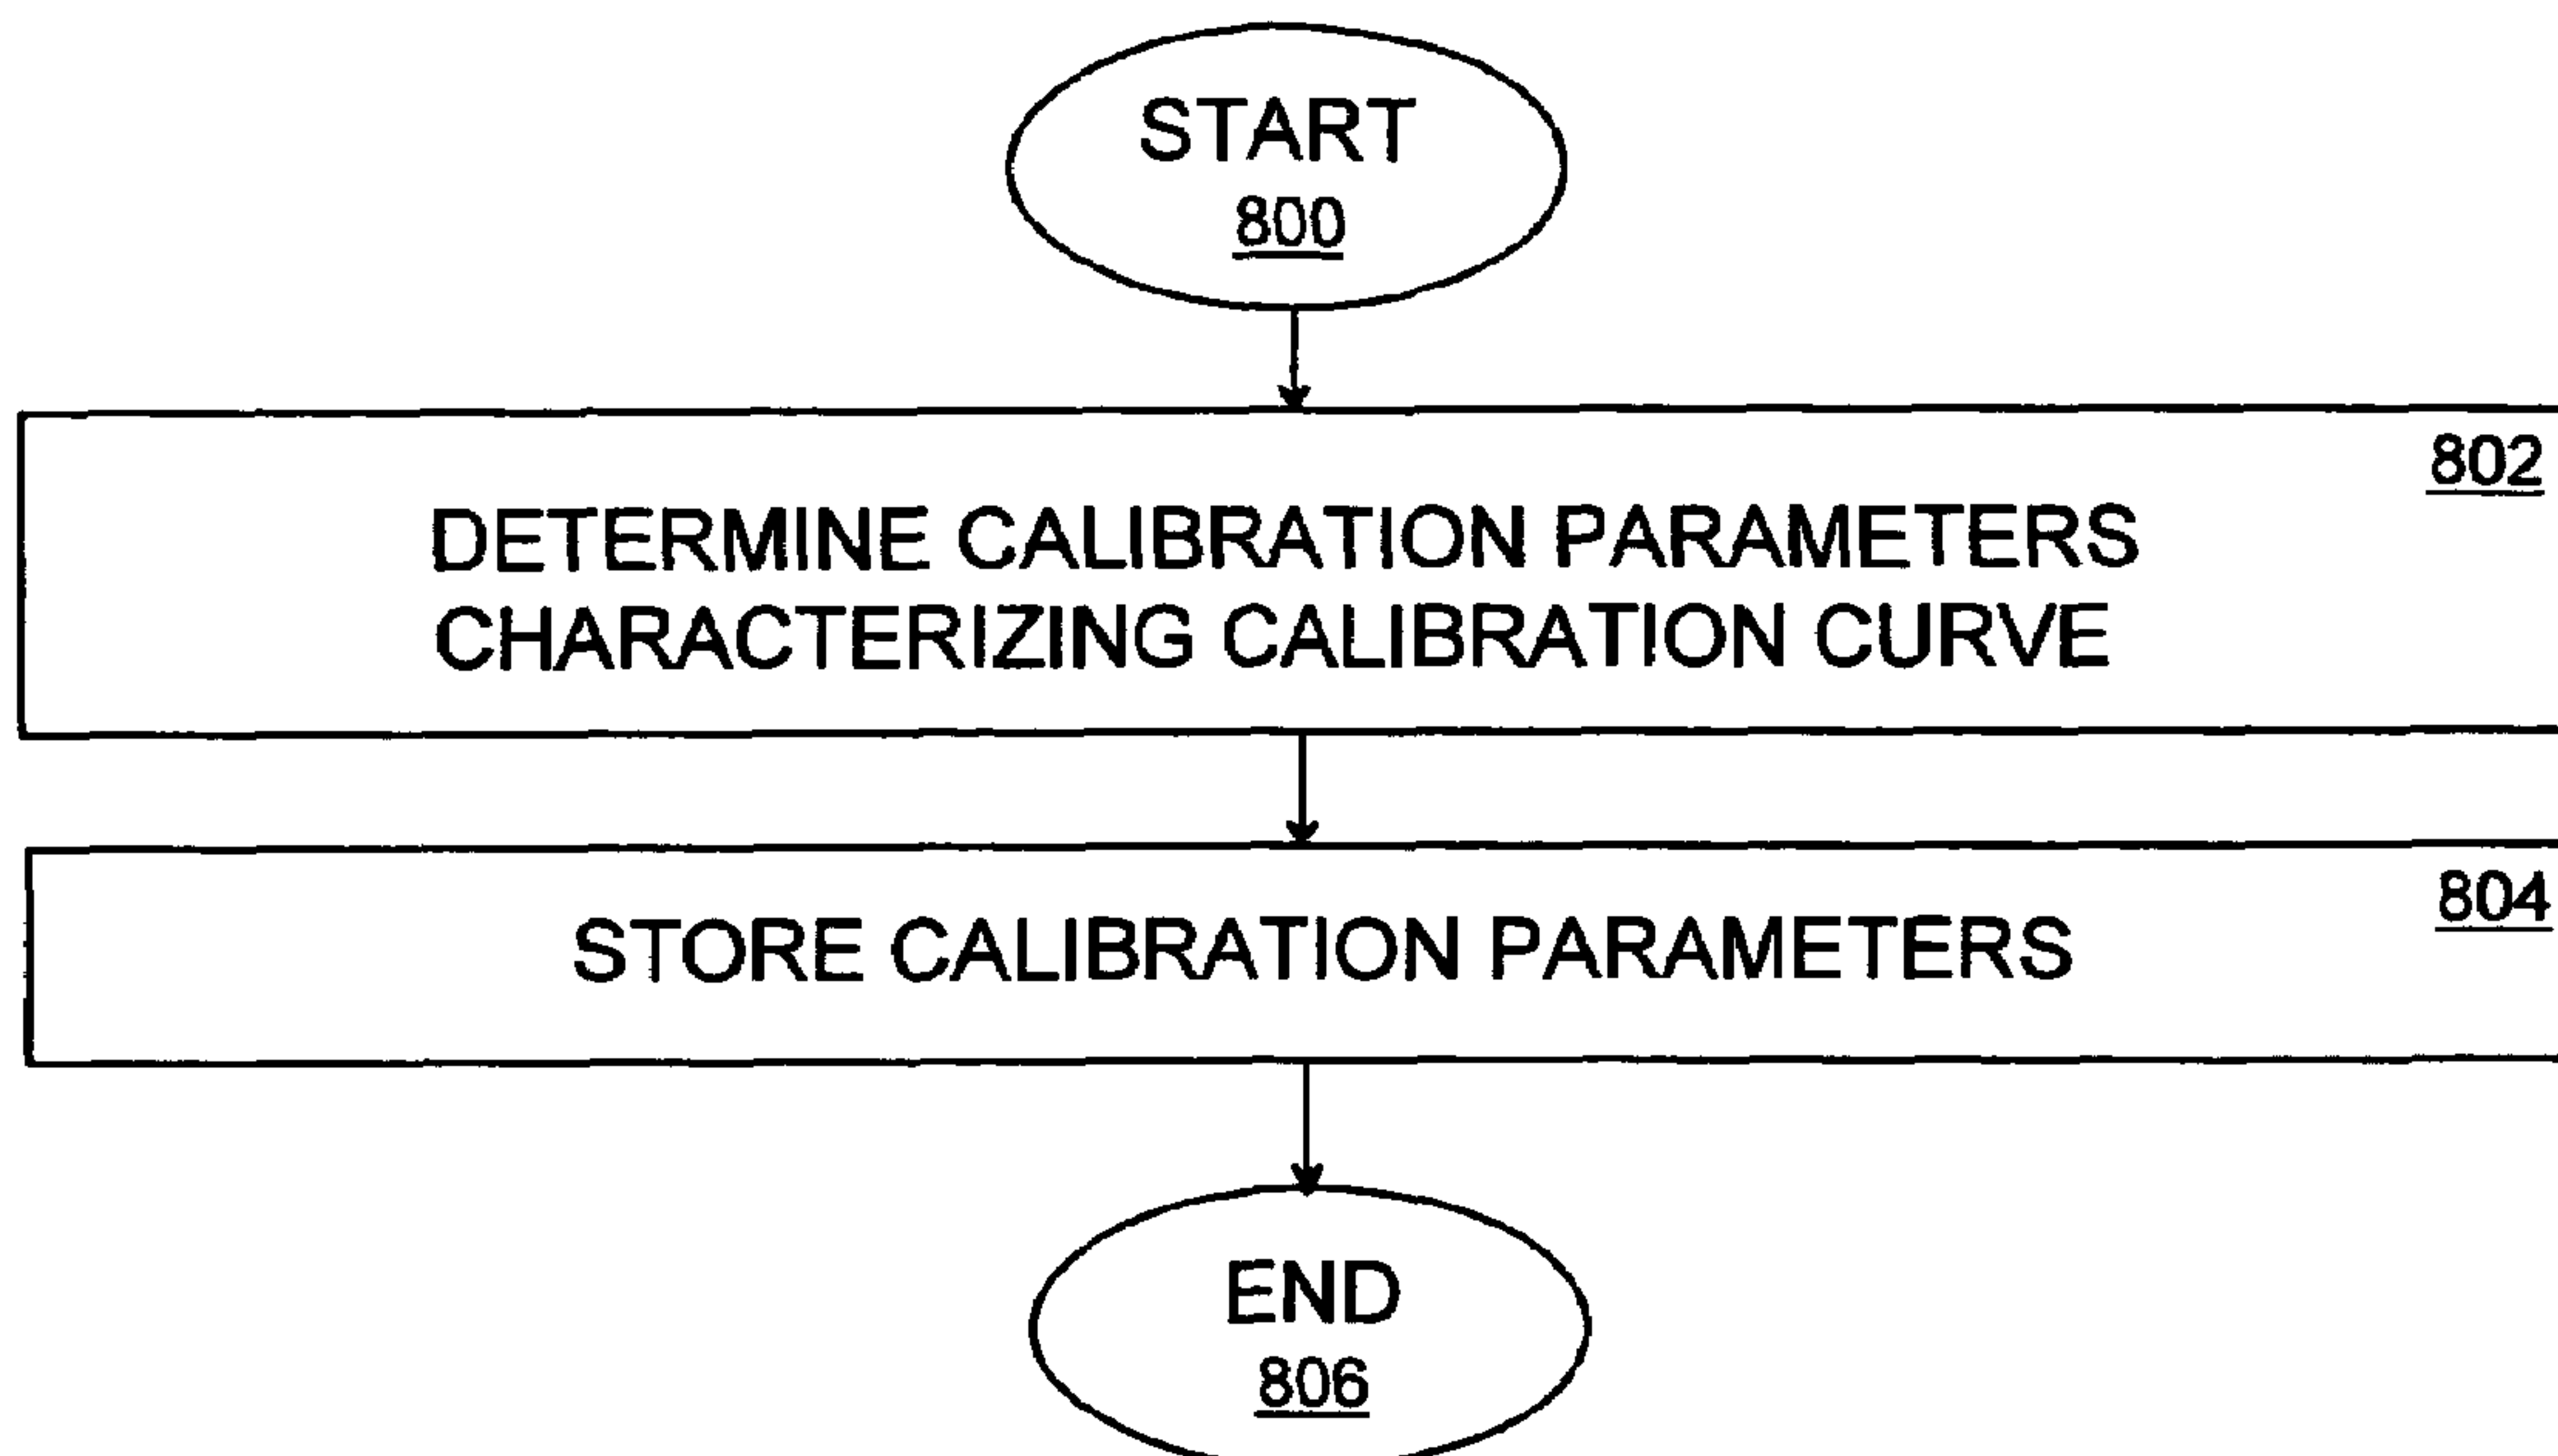 START
800
802
DETERMINE CALIBRATION PARAMETERS
CHARACTERIZING CALIBRATION CURVE
804
STORE CALIBRATION PARAMETERS
END
806